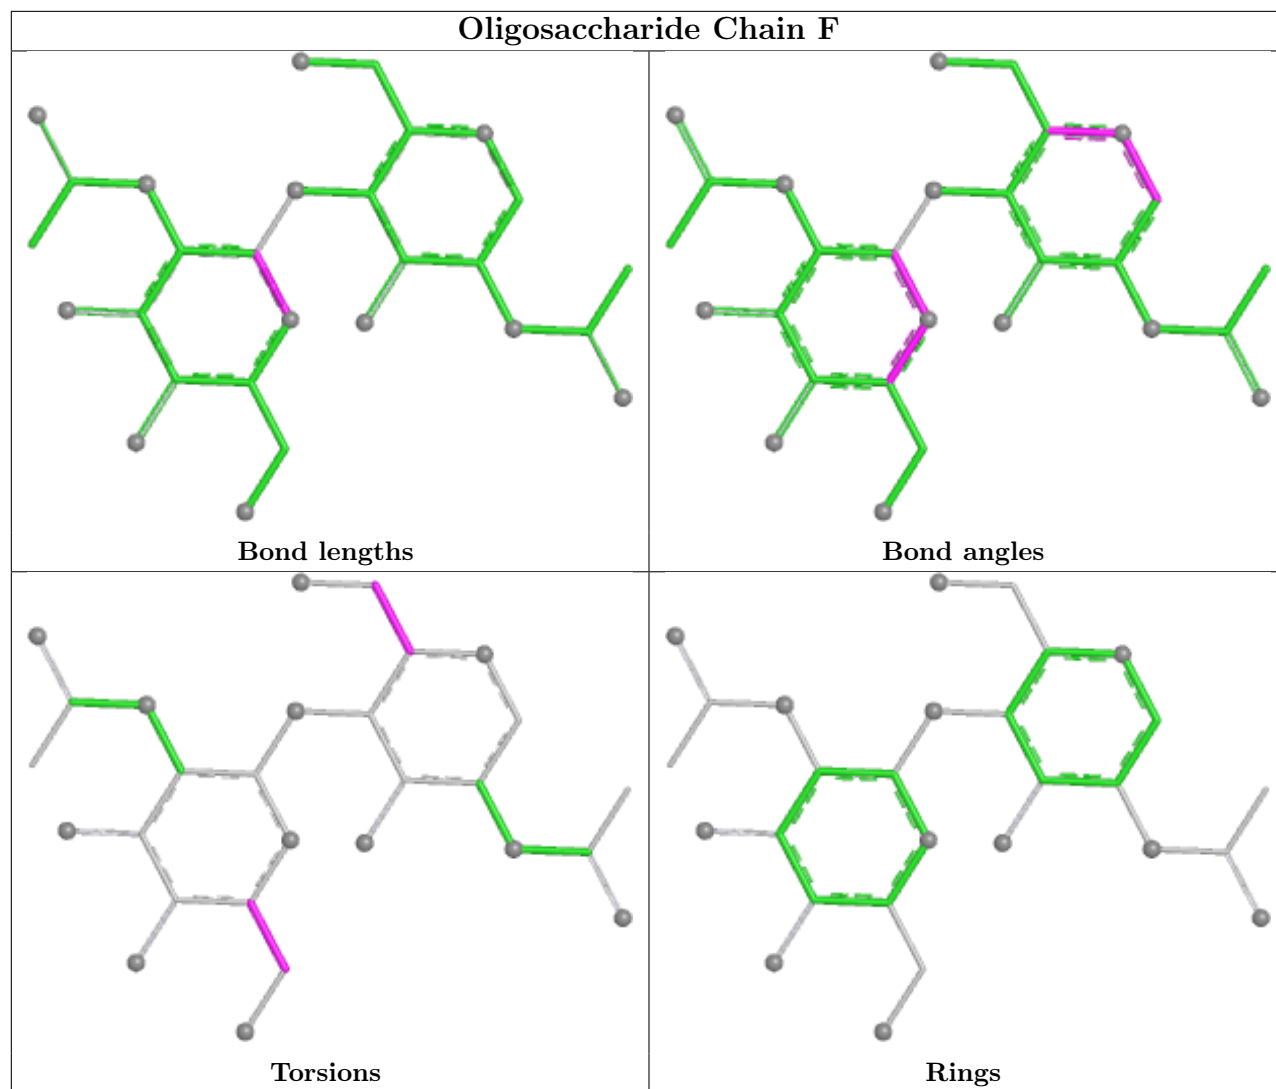 Oligosaccharide Chain F
Bond lengths
Bond angles
Torsions
Rings